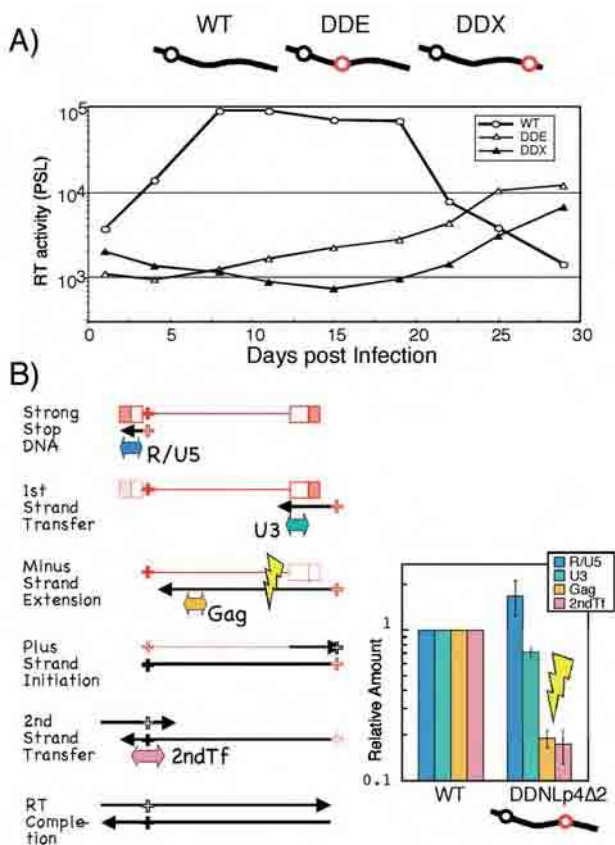 A)
WT DDE DDX
10^5
10^4
10^3
RT activity (PSL)
WT
DDE
DDX
0 5 10 15 20 25 30
Days post Infection
B)
Strong
Stop
DNA
R/U5
1st
Strand
Transfer
U3
Minus
Strand
Extension
Gag
Plus
Strand
Initiation
2nd
Strand
Transfer
2ndTf
RT
Comple-
tion
R/U5
U3
Gag
2ndTf
Relative Amount
1
0.1
WT DDNLp4Δ2